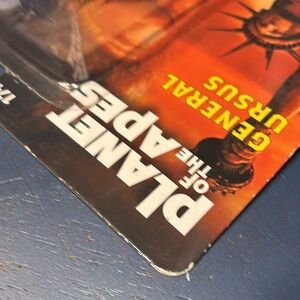 PLANET
OF THE APES
GENERAL
URSUS